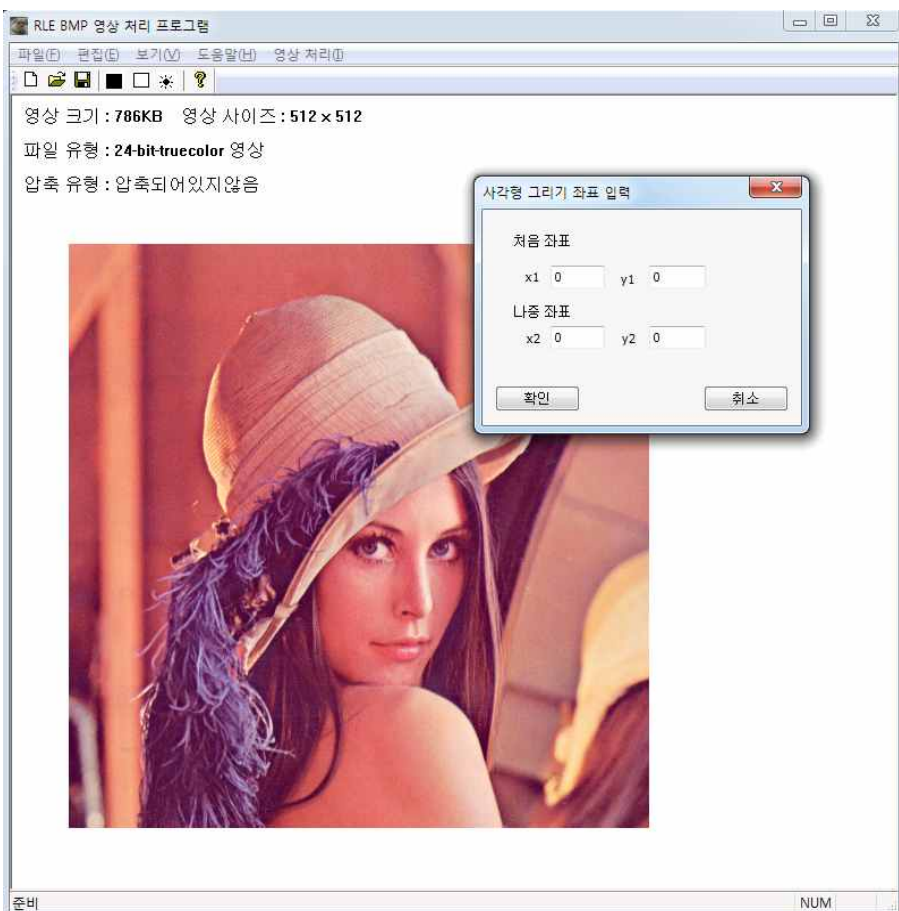 RLE BMP 영상 처리 프로그램
파일(F) 편집(E) 보기(V) 도움말(H) 영상 처리(I)
영상 크기 : 786KB 영상 사이즈 : 512 x 512
파일 유형 : 24-bit-truecolor 영상
압축 유형 : 압축되어있지않음
사각형 그리기 좌표 입력
처음 좌표
x1 0 y1 0
나중 좌표
x2 0 y2 0
확인 취소
준비 NUM